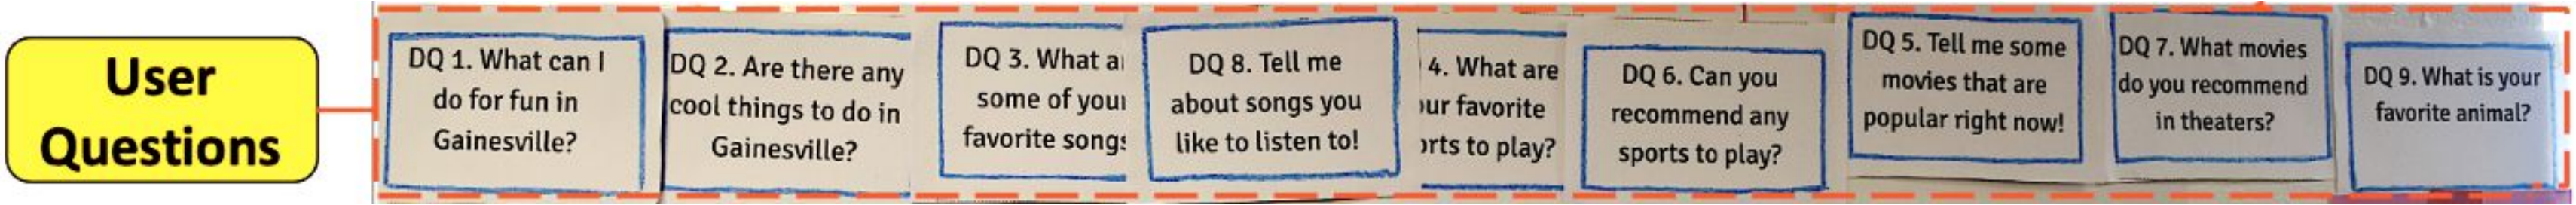 User
Questions
DQ 1. What can I
do for fun in
Gainesville?
DQ 2. Are there any
cool things to do in
Gainesville?
DQ 3. What a
some of your
favorite songs
DQ 8. Tell me
about songs you
like to listen to!
4. What are
ur favorite
rts to play?
DQ 6. Can you
recommend any
sports to play?
DQ 5. Tell me some
movies that are
popular right now!
DQ 7. What movies
do you recommend
in theaters?
DQ 9. What is your
favorite animal?